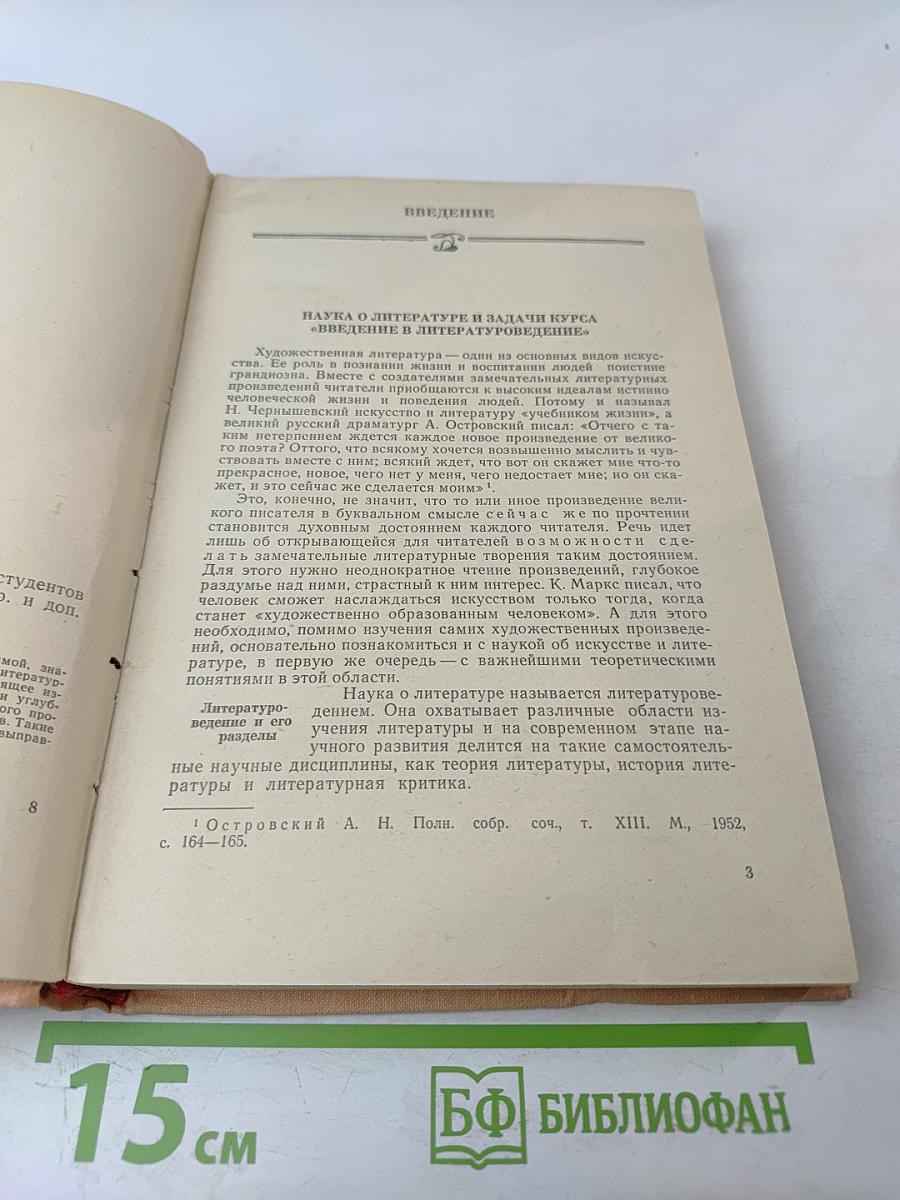 студентов
р. и доп.
мой, зна-
литератур-
ящее из-
и углуб-
ого про-
в. Такие
выправ-
8
ВВЕДЕНИЕ
НАУКА О ЛИТЕРАТУРЕ И ЗАДАЧИ КУРСА
«ВВЕДЕНИЕ В ЛИТЕРАТУРОВЕДЕНИЕ»
Художественная литература — один из основных видов искус-
ства. Ее роль в познании жизни и воспитании людей поистине
грандиозна. Вместе с создателями замечательных литературных
произведений читатели приобщаются к высоким идеалам истинно
человеческой жизни и поведения людей. Потому и называл
Н. Чернышевский искусство и литературу «учебником жизни», а
великий русский драматург А. Островский писал: «Отчего с та-
ким нетерпением ждется каждое новое произведение от велико-
го поэта? Оттого, что всякому хочется возвышенно мыслить и чув-
ствовать вместе с ним; всякий ждет, что вот он скажет мне что-то
прекрасное, новое, чего нет у меня, чего недостает мне; но он ска-
жет, и это сейчас же сделается моим» ¹.
Это, конечно, не значит, что то или иное произведение вели-
кого писателя в буквальном смысле сейчас же по прочтении
становится духовным достоянием каждого читателя. Речь идет
лишь об открывающейся для читателей возможности сде-
лать замечательные литературные творения таким достоянием.
Для этого нужно неоднократное чтение произведений, глубокое
раздумье над ними, страстный к ним интерес. К. Маркс писал, что
человек сможет наслаждаться искусством только тогда, когда
станет «художественно образованным человеком». А для этого
необходимо, помимо изучения самих художественных произведе-
ний, основательно познакомиться и с наукой об искусстве и лите-
ратуре, в первую же очередь — с важнейшими теоретическими
понятиями в этой области.
Литературо-
ведение и его
разделы
Наука о литературе называется литературове-
дением. Она охватывает различные области из-
учения литературы и на современном этапе на-
учного развития делится на такие самостоятель-
ные научные дисциплины, как теория литературы, история лите-
ратуры и литературная критика.
¹ Островский А. Н. Полн. собр. соч., т. XIII. М., 1952,
с. 164—165.
3
15 см
БФ БИБЛИОФАН